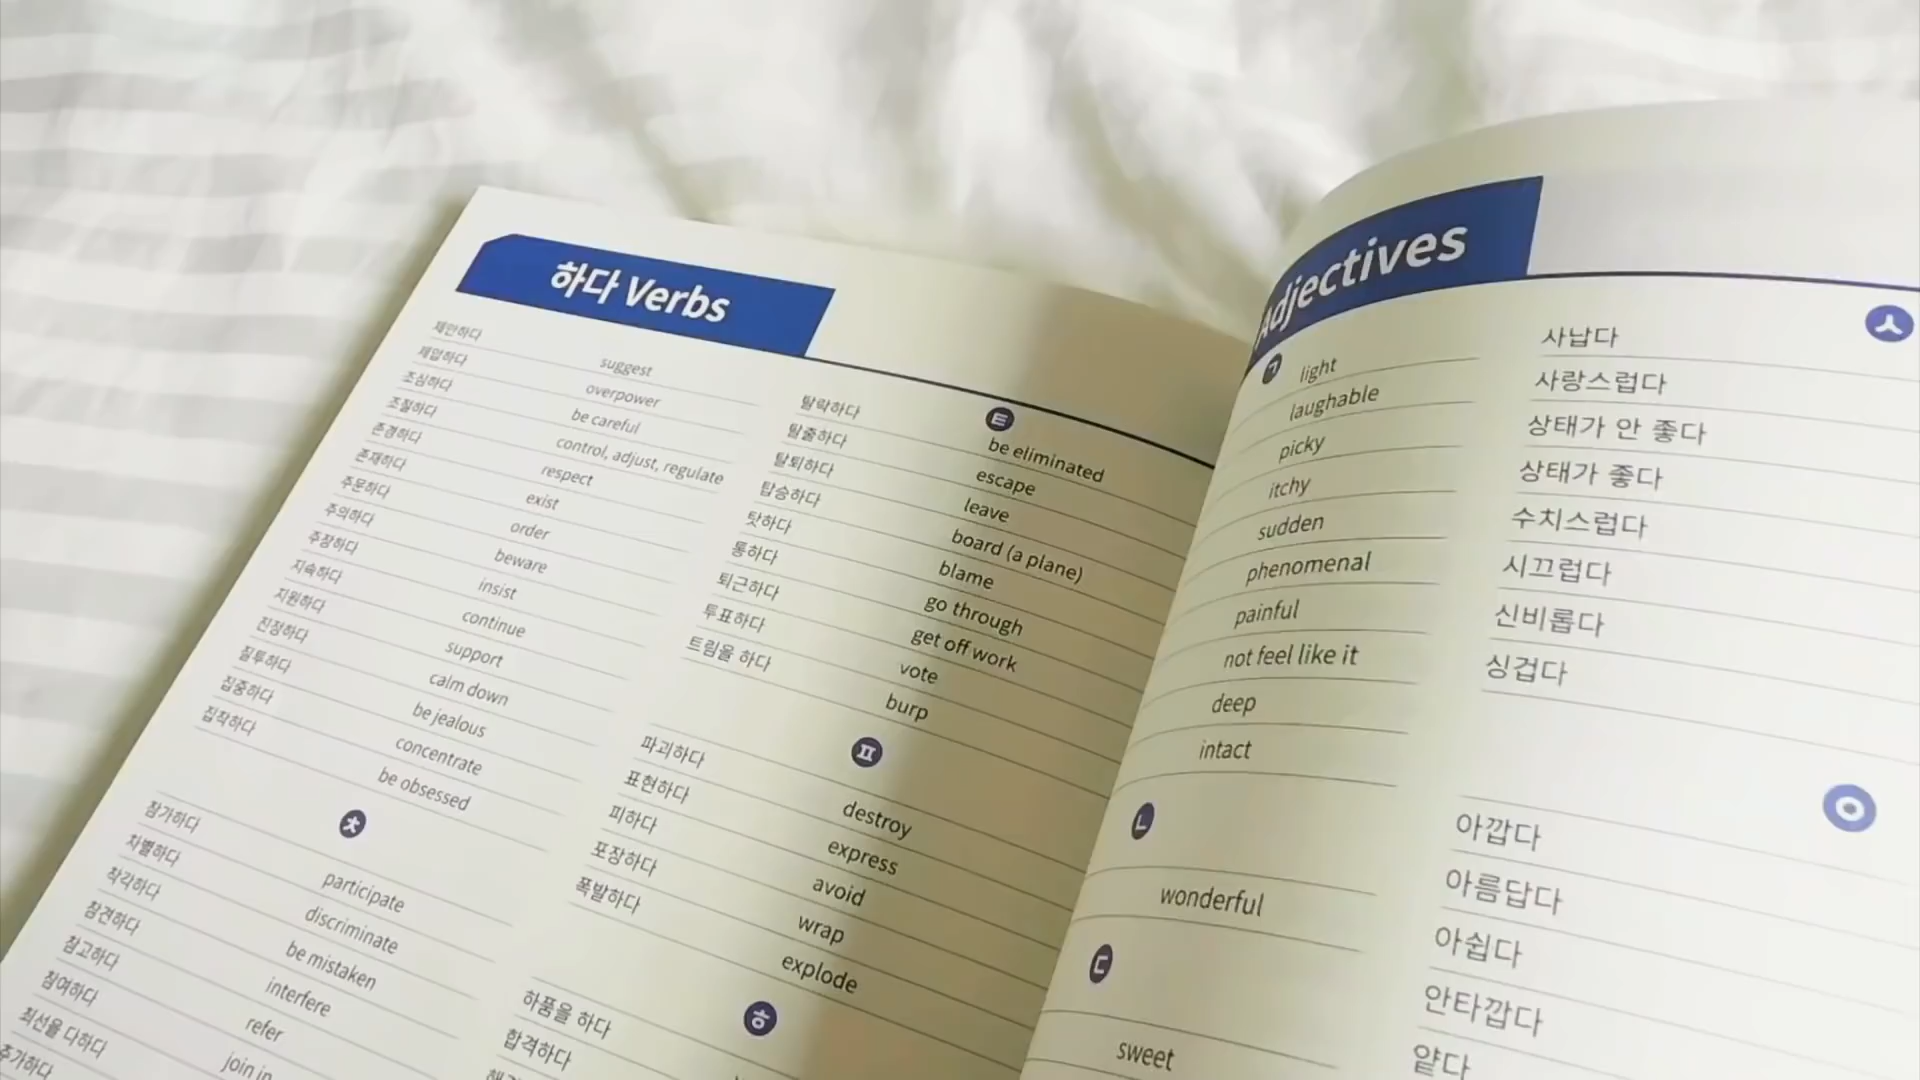 하다 Verbs
제안하다 suggest
제압하다 overpower
조심하다 be careful
조절하다 control, adjust, regulate
존경하다 respect
존재하다 exist
주문하다 order
주의하다 beware
주장하다 insist
지속하다 continue
지원하다 support
진정하다 calm down
질투하다 be jealous
집중하다 concentrate
집착하다 be obsessed
ㅊ
참가하다 participate
차별하다 discriminate
착각하다 be mistaken
참견하다 interfere
참고하다 refer
참여하다 join in
최선을 다하다
추가하다
ㅌ
탈락하다 be eliminated
탈출하다 escape
탈퇴하다 leave
탑승하다 board (a plane)
탓하다 blame
통하다 go through
퇴근하다 get off work
투표하다 vote
트림을 하다 burp
ㅍ
파괴하다 destroy
표현하다 express
피하다 avoid
포장하다 wrap
폭발하다 explode
ㅎ
하품을 하다
합격하다
Adjectives
ㄱ
light
laughable
picky
itchy
sudden
phenomenal
painful
not feel like it
deep
intact
ㄴ
wonderful
ㄷ
sweet
ㅅ
사납다
사랑스럽다
상태가 안 좋다
상태가 좋다
수치스럽다
시끄럽다
신비롭다
싱겁다
ㅇ
아깝다
아름답다
아쉽다
안타깝다
얕다